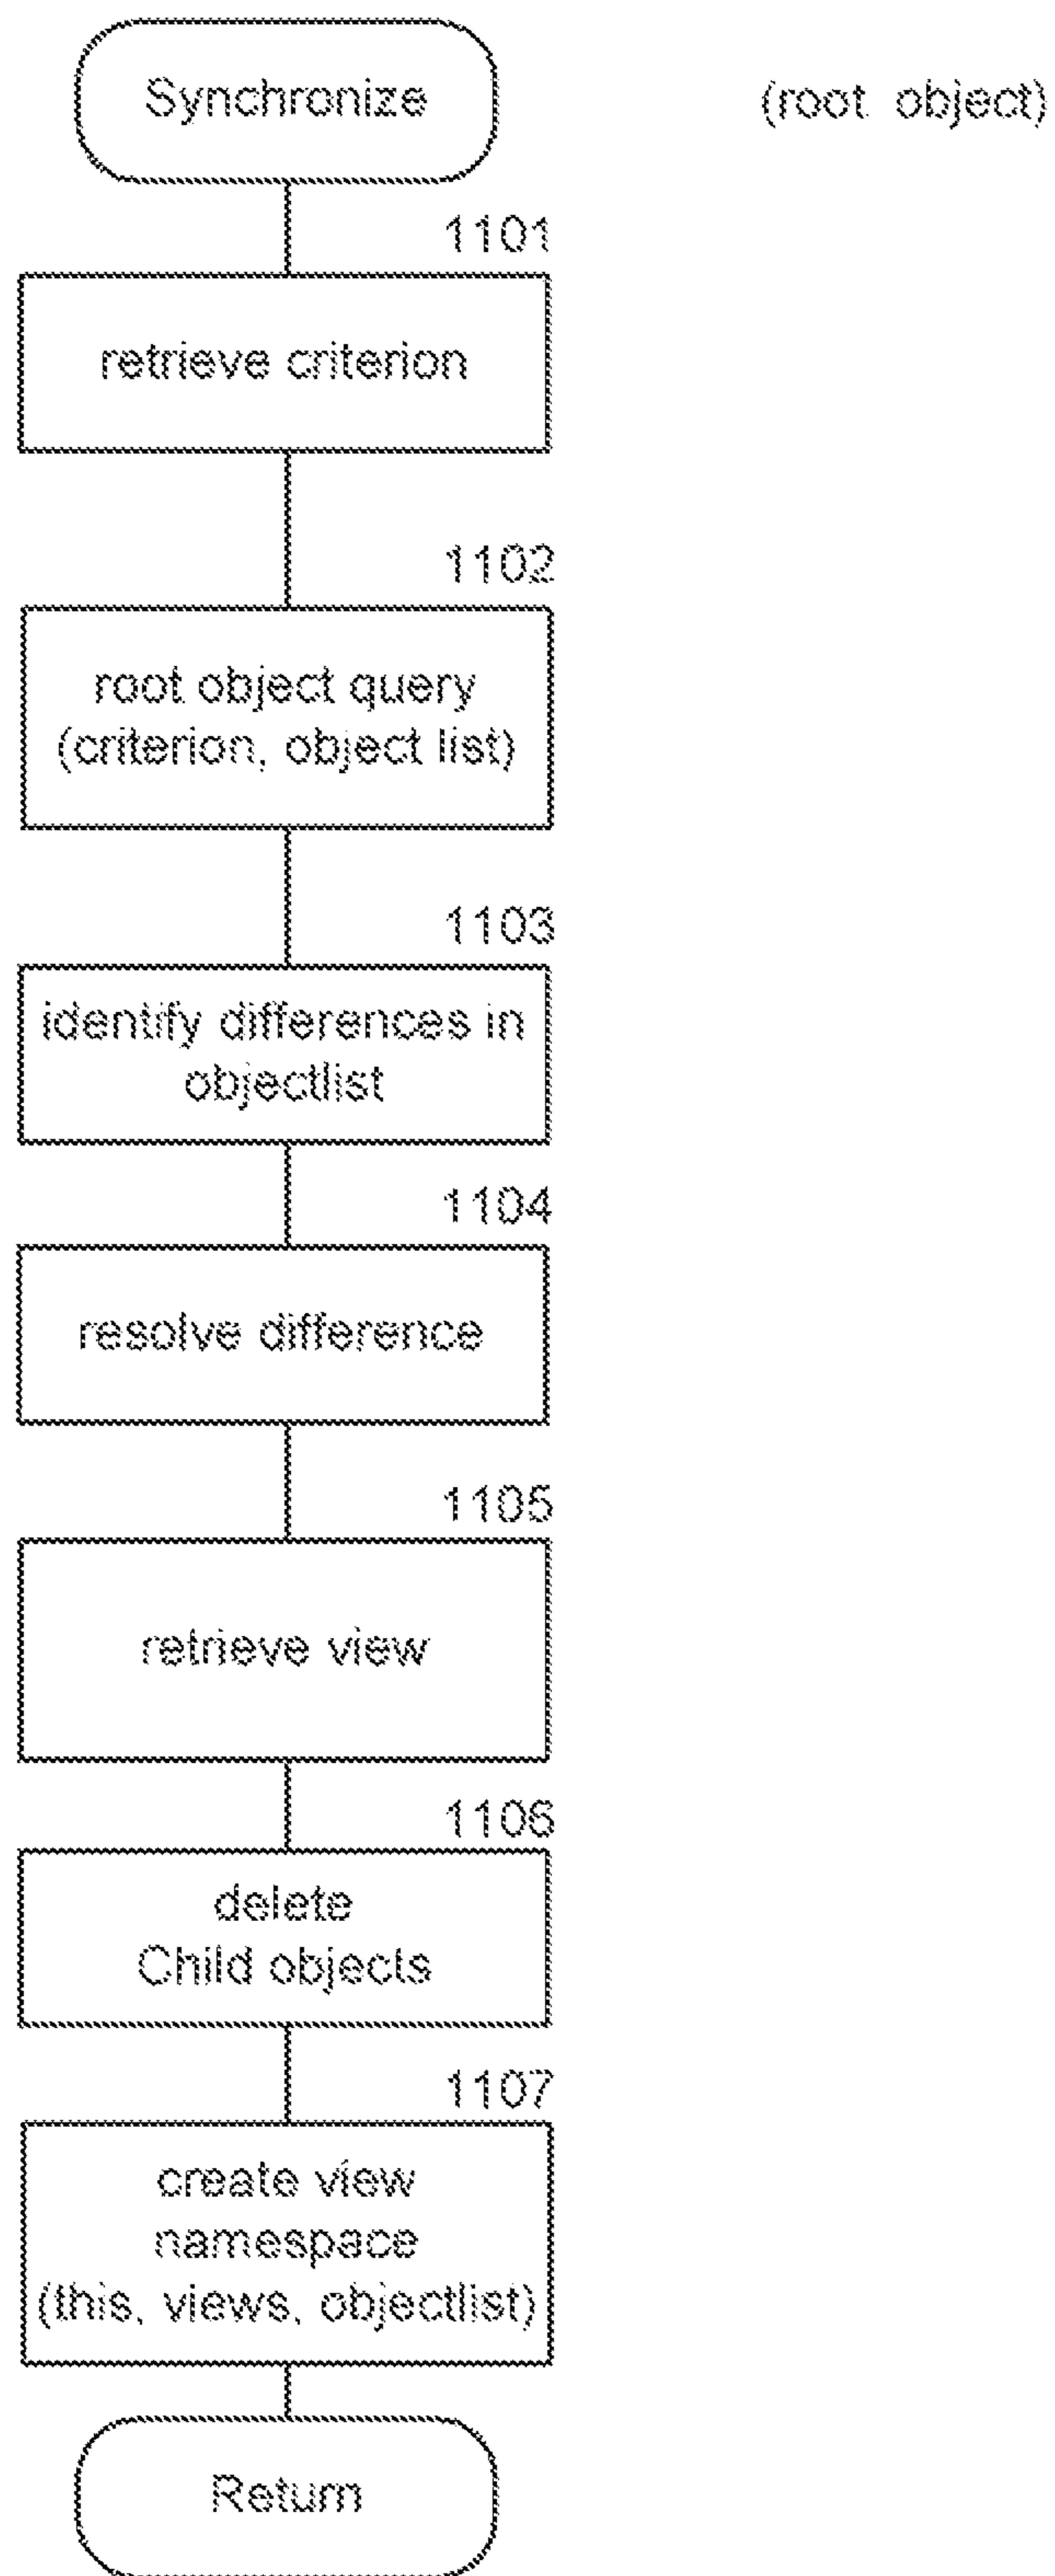 Synchronize (root object)
1101
retrieve criterion
1102
root object query
(criterion, object list)
1103
identify differences in
objectlist
1104
resolve difference
1105
retrieve view
1106
delete
Child objects
1107
create view
namespace
(this, views, objectlist)
Return